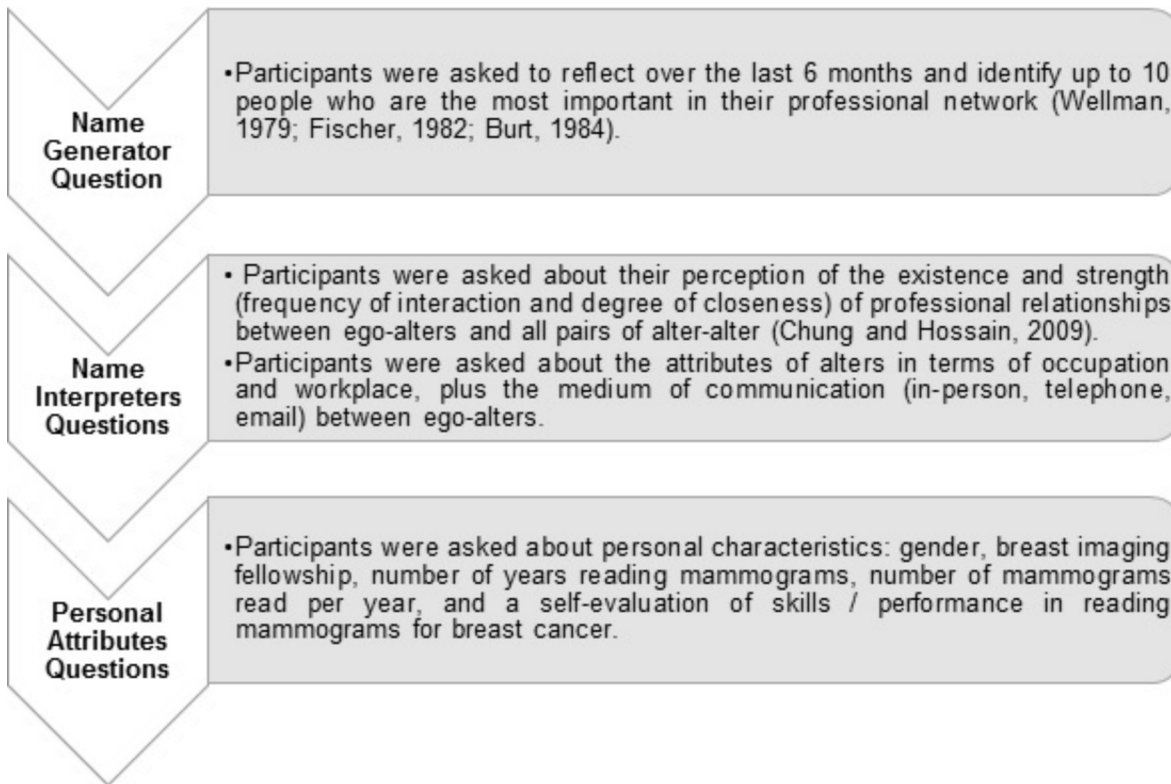 Name
Generator
Question
•Participants were asked to reflect over the last 6 months and identify up to 10
people who are the most important in their professional network (Wellman,
1979; Fischer, 1982; Burt, 1984).
Name
Interpreters
Questions
• Participants were asked about their perception of the existence and strength
(frequency of interaction and degree of closeness) of professional relationships
between ego-alters and all pairs of alter-alter (Chung and Hossain, 2009).
•Participants were asked about the attributes of alters in terms of occupation
and workplace, plus the medium of communication (in-person, telephone,
email) between ego-alters.
Personal
Attributes
Questions
•Participants were asked about personal characteristics: gender, breast imaging
fellowship, number of years reading mammograms, number of mammograms
read per year, and a self-evaluation of skills / performance in reading
mammograms for breast cancer.